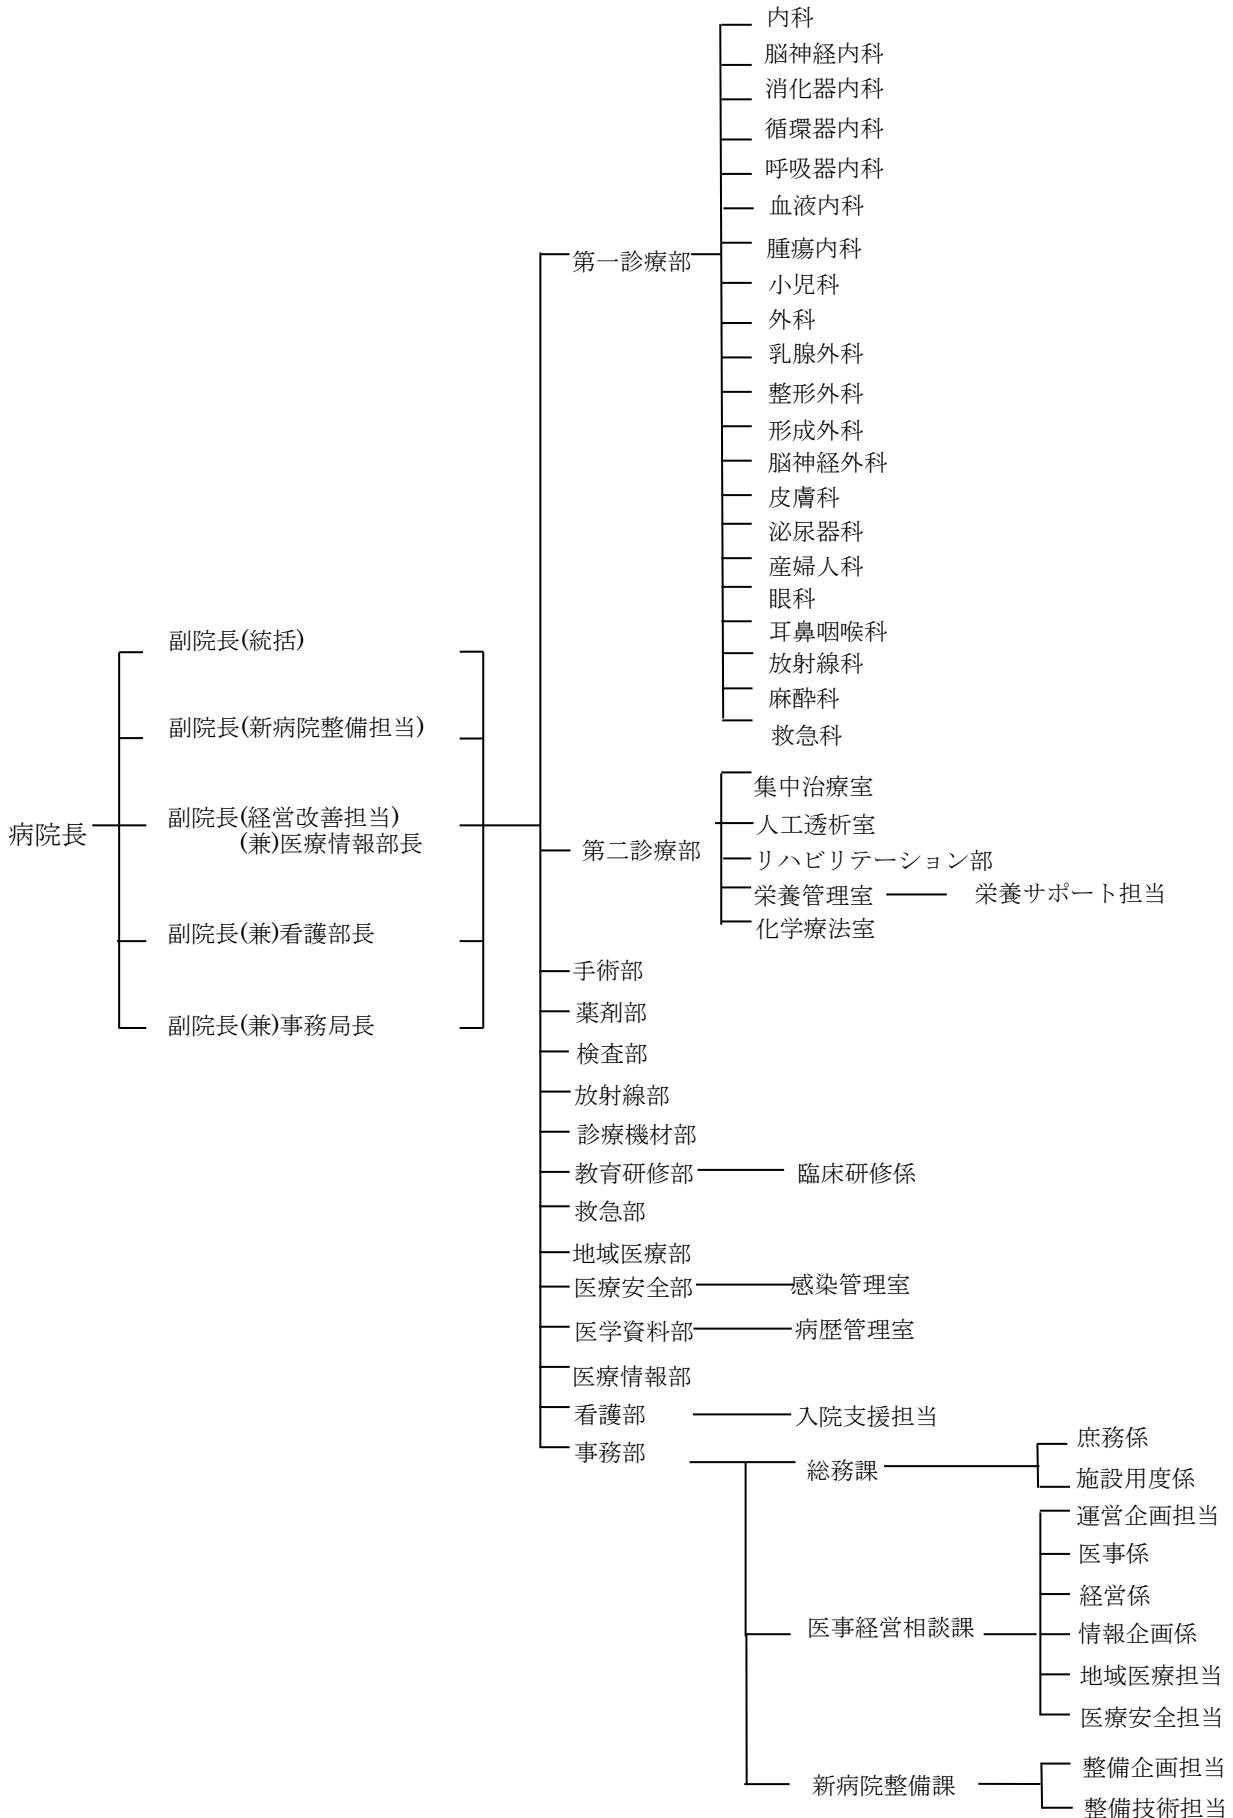 病院長
副院長(統括)
副院長(新病院整備担当)
副院長(経営改善担当)
(兼)医療情報部長
副院長(兼)看護部長
副院長(兼)事務局長
第一診療部
内科
脳神経内科
消化器内科
循環器内科
呼吸器内科
血液内科
腫瘍内科
小児科
外科
乳腺外科
整形外科
形成外科
脳神経外科
皮膚科
泌尿器科
産婦人科
眼科
耳鼻咽喉科
放射線科
麻酔科
救急科
第二診療部
集中治療室
人工透析室
リハビリテーション部
栄養管理室
栄養サポート担当
化学療法室
手術部
薬剤部
検査部
放射線部
診療機材部
教育研修部
臨床研修係
救急部
地域医療部
医療安全部
感染管理室
医学資料部
病歴管理室
医療情報部
看護部
入院支援担当
事務部
総務課
庶務係
施設用度係
医事経営相談課
運営企画担当
医事係
経営係
情報企画係
地域医療担当
医療安全担当
新病院整備課
整備企画担当
整備技術担当